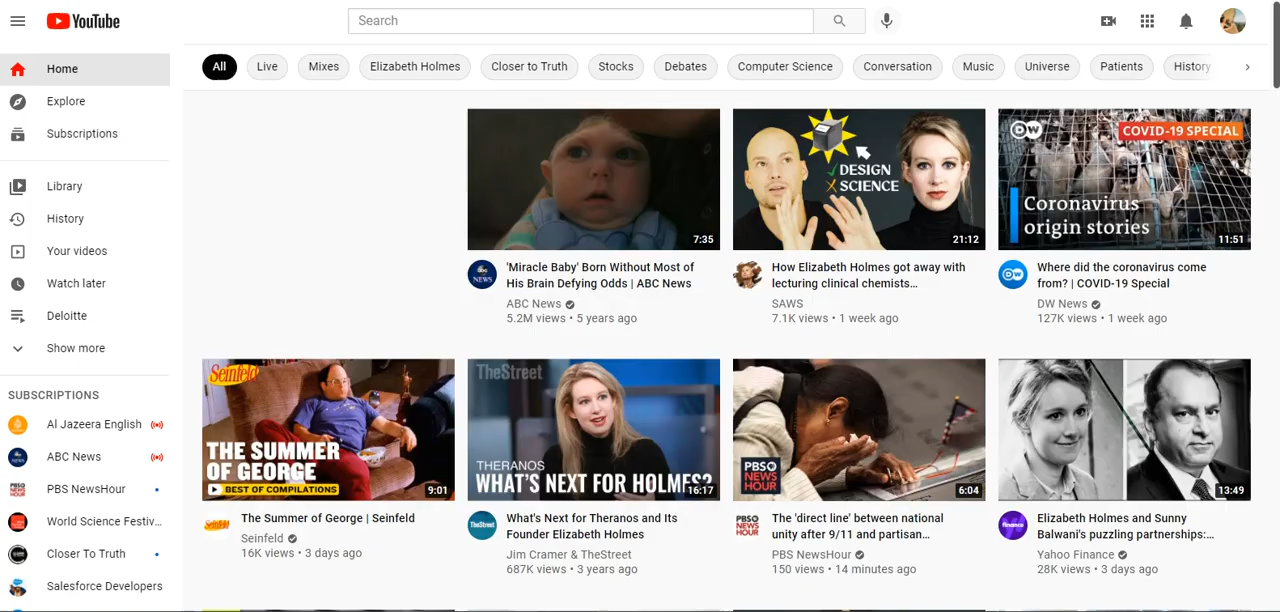 YouTube
Search
Home
Explore
Subscriptions
Library
History
Your videos
Watch later
Deloitte
Show more
SUBSCRIPTIONS
Al Jazeera English
ABC News
PBS NewsHour
World Science Festiv...
Closer To Truth
Salesforce Developers
All
Live
Mixes
Elizabeth Holmes
Closer to Truth
Stocks
Debates
Computer Science
Conversation
Music
Universe
Patients
History
7:35
'Miracle Baby' Born Without Most of
His Brain Defying Odds | ABC News
ABC News
5.2M views • 5 years ago
DESIGN
SCIENCE
21:12
How Elizabeth Holmes got away with
lecturing clinical chemists…
SAWS
7.1K views • 1 week ago
DW
COVID-19 SPECIAL
Coronavirus
origin stories
11:51
DW
Where did the coronavirus come
from? | COVID-19 Special
DW News
127K views • 1 week ago
Seinfeld
THE SUMMER
OF GEORGE
BEST OF COMPILATIONS
9:01
Seinfeld
The Summer of George | Seinfeld
Seinfeld
16K views • 3 days ago
TheStreet
THERANOS
WHAT'S NEXT FOR HOLMES?
16:17
TheStreet
What's Next for Theranos and Its
Founder Elizabeth Holmes
Jim Cramer & TheStreet
687K views • 3 years ago
PBS
NEWS
HOUR
6:04
PBS
NEWS
HOUR
The 'direct line' between national
unity after 9/11 and partisan…
PBS NewsHour
150 views • 14 minutes ago
13:49
finance
Elizabeth Holmes and Sunny
Balwani's puzzling partnerships:…
Yahoo Finance
28K views • 3 days ago